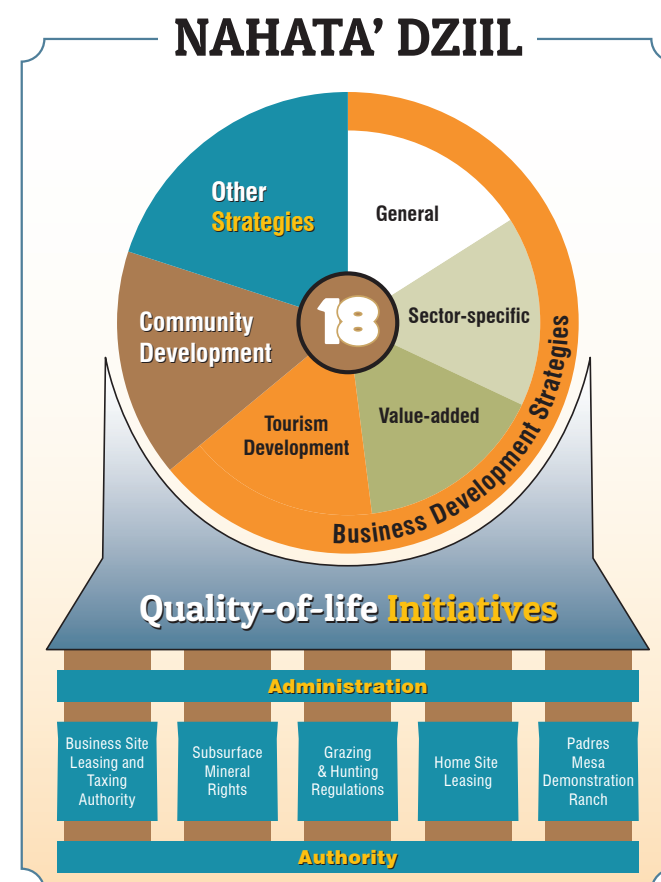 NAHATA’ DZIIL
Other
Strategies
General
Community
Development
18
Sector-specific
Tourism
Development
Value-added
Business Development Strategies
Quality-of-life Initiatives
Administration
Business Site
Leasing and
Taxing
Authority
Subsurface
Mineral
Rights
Grazing
& Hunting
Regulations
Home Site
Leasing
Padres
Mesa
Demonstration
Ranch
Authority